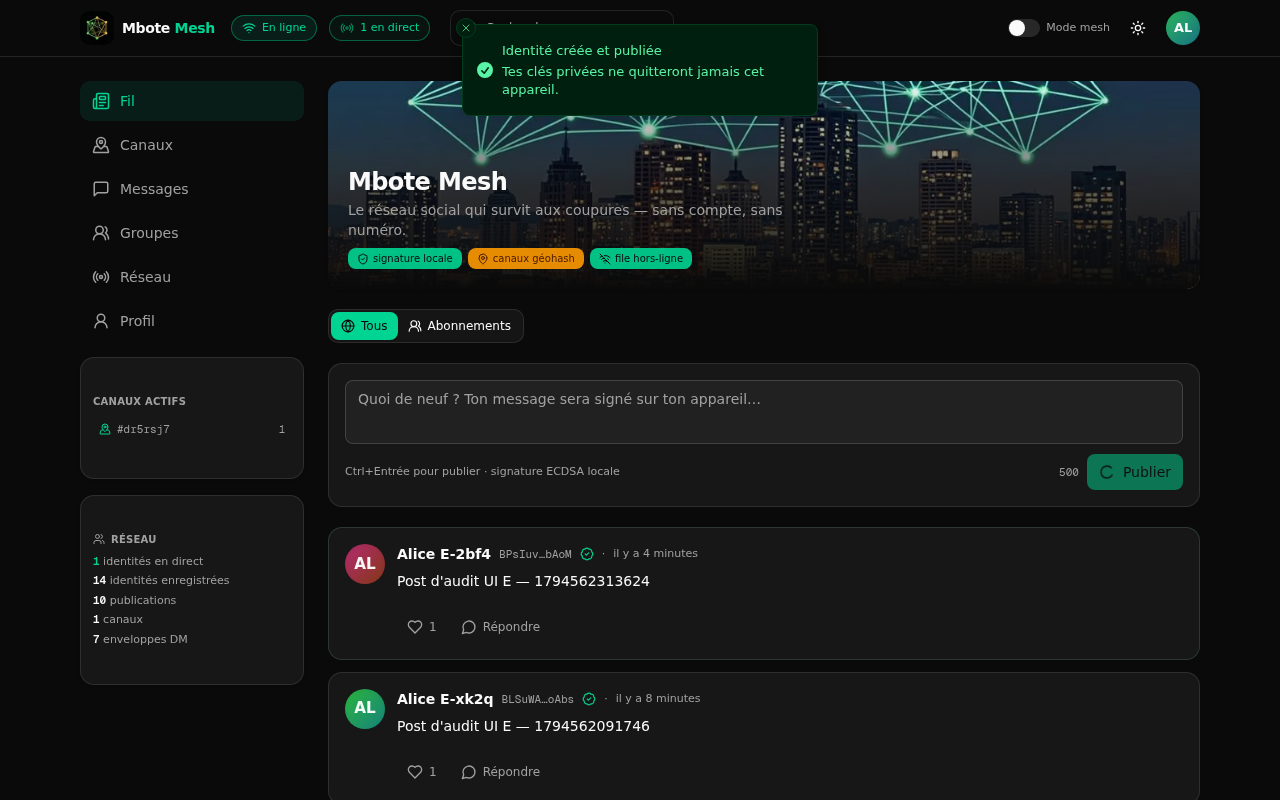 Mbote Mesh
En ligne
1 en direct
Mode mesh
AL
Identité créée et publiée
Tes clés privées ne quitteront jamais cet
appareil.
Fil
Canaux
Messages
Groupes
Réseau
Profil
CANAUX ACTIFS
#dr5rsj7 1
RÉSEAU
1 identités en direct
14 identités enregistrées
10 publications
1 canaux
7 enveloppes DM
Mbote Mesh
Le réseau social qui survit aux coupures — sans compte, sans
numéro.
signature locale
canaux géohash
file hors-ligne
Tous
Abonnements
Quoi de neuf ? Ton message sera signé sur ton appareil…
Ctrl+Entrée pour publier · signature ECDSA locale
500
Publier
AL
Alice E-2bf4 BPsIuv…bAoM · il y a 4 minutes
Post d'audit UI E — 1794562313624
1 Répondre
AL
Alice E-xk2q BLSuWA…oAbs · il y a 8 minutes
Post d'audit UI E — 1794562091746
1 Répondre